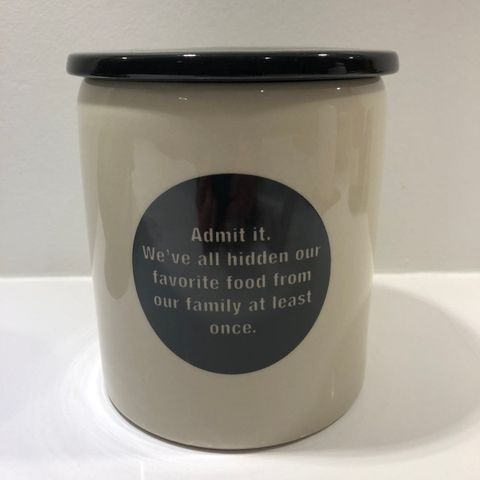 Admit it.
We've all hidden our
favorite food from
our family at least
once.